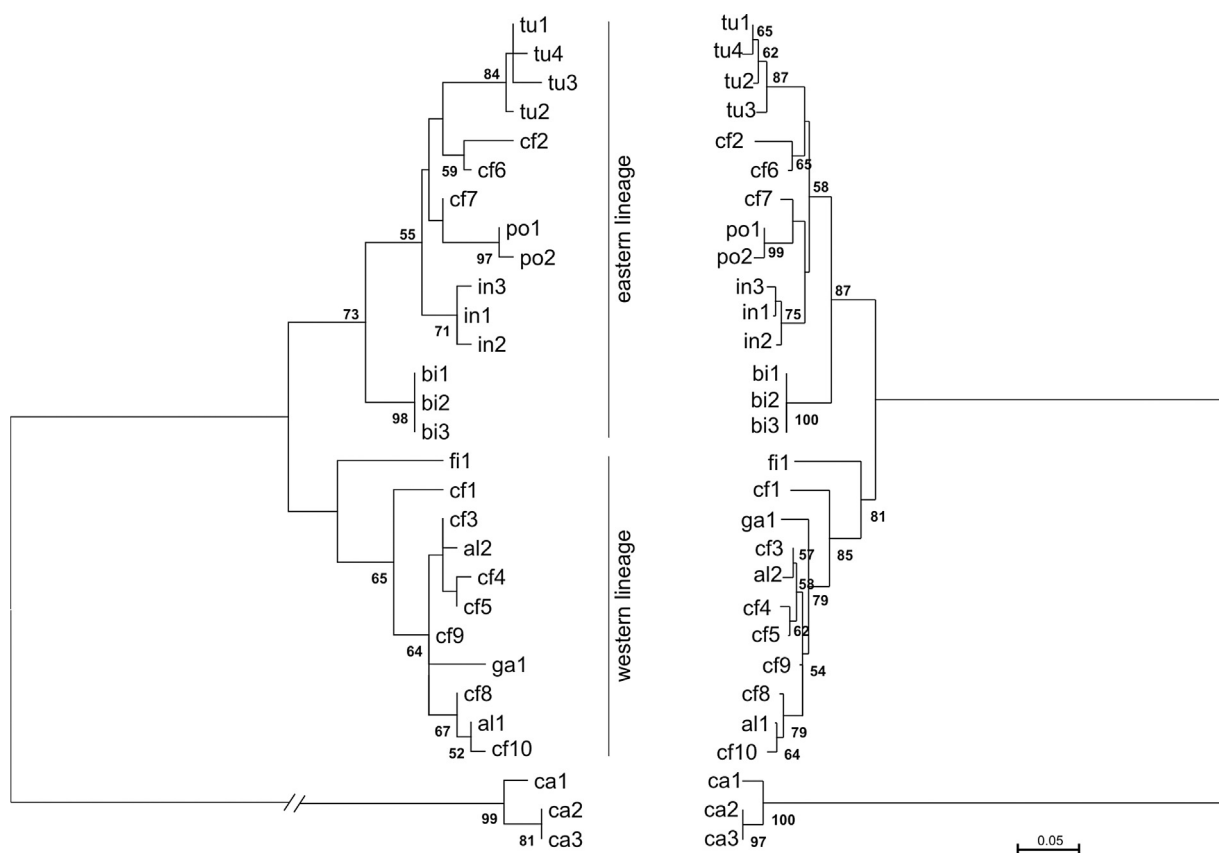 tu1
tu4
84
tu3
tu2
cf2
59
cf6
cf7
55
po1
97
po2
in3
in1
71
in2
73
bi1
bi2
98
bi3
eastern lineage
fi1
cf1
cf3
al2
65
cf4
cf5
cf9
64
ga1
cf8
67
al1
52
cf10
western lineage
ca1
99
ca2
81
ca3
tu1
65
tu4
62
tu2
87
tu3
cf2
65
cf6
58
cf7
po1
99
po2
in3
87
in1
75
in2
bi1
bi2
100
bi3
fi1
cf1
81
ga1
cf3
57
85
al2
58
79
cf4
62
cf5
cf9
54
cf8
al1
79
cf10
64
ca1
ca2
100
ca3
97
0.05